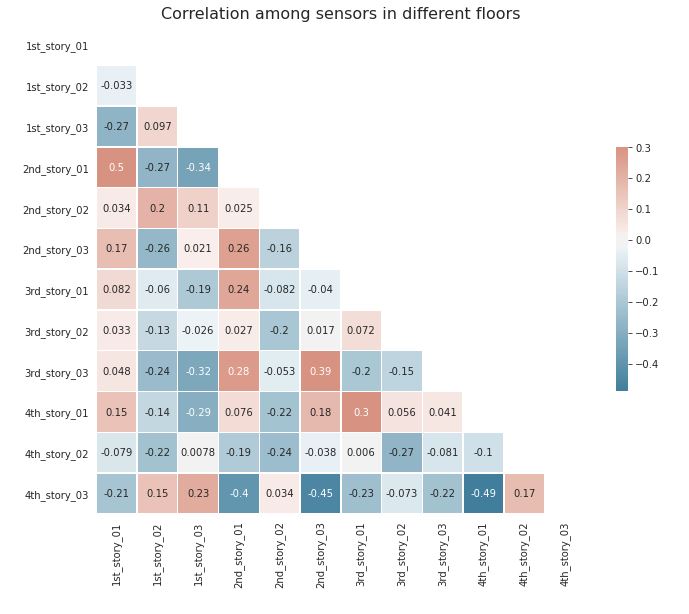 Correlation among sensors in different floors
1st_story_01
1st_story_02 -0.033
1st_story_03 -0.27 0.097
2nd_story_01 0.5 -0.27 -0.34
2nd_story_02 0.034 0.2 0.11 0.025
2nd_story_03 0.17 -0.26 0.021 0.26 -0.16
3rd_story_01 0.082 -0.06 -0.19 0.24 -0.082 -0.04
3rd_story_02 0.033 -0.13 -0.026 0.027 -0.2 0.017 0.072
3rd_story_03 0.048 -0.24 -0.32 0.28 -0.053 0.39 -0.2 -0.15
4th_story_01 0.15 -0.14 -0.29 0.076 -0.22 0.18 0.3 0.056 0.041
4th_story_02 -0.079 -0.22 0.0078 -0.19 -0.24 -0.038 0.006 -0.27 -0.081 -0.1
4th_story_03 -0.21 0.15 0.23 -0.4 0.034 -0.45 -0.23 -0.073 -0.22 -0.49 0.17
1st_story_01
1st_story_02
1st_story_03
2nd_story_01
2nd_story_02
2nd_story_03
3rd_story_01
3rd_story_02
3rd_story_03
4th_story_01
4th_story_02
4th_story_03
0.3
0.2
0.1
0.0
−0.1
−0.2
−0.3
−0.4